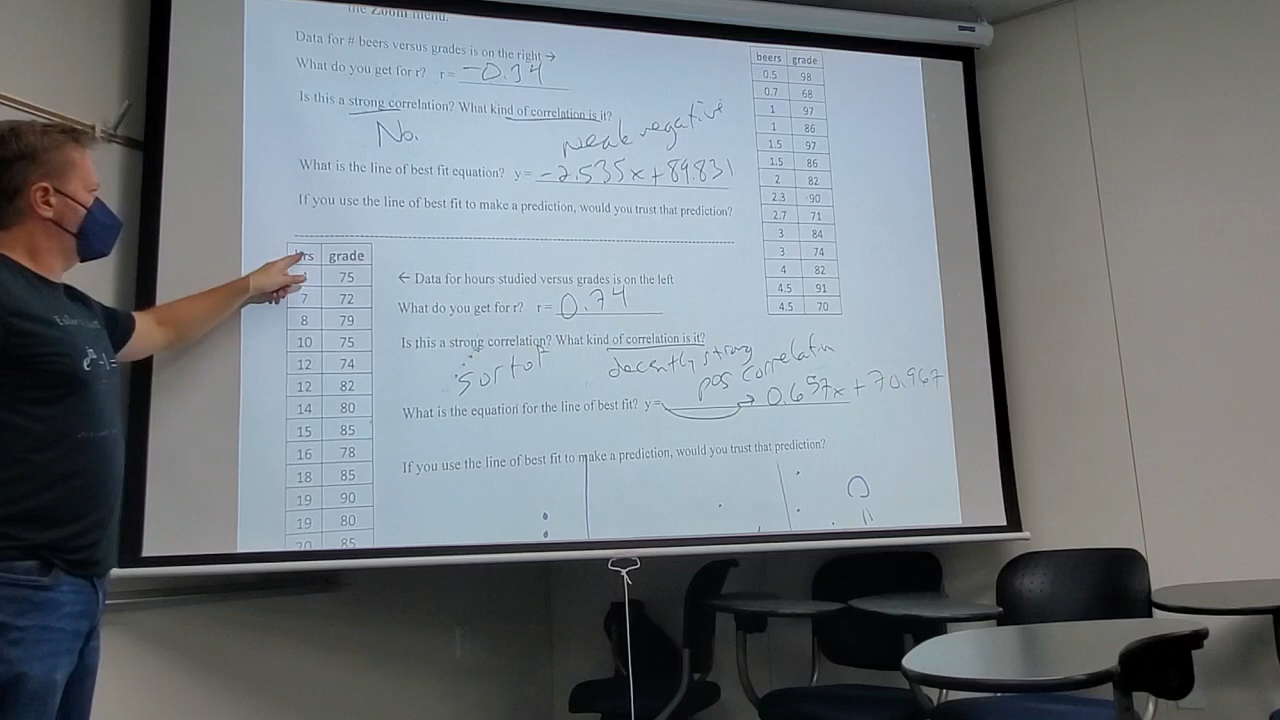 the Zoom menu.
Data for # beers versus grades is on the right →
What do you get for r? r = -0.34
Is this a strong correlation? What kind of correlation is it?
No. weak negative
What is the line of best fit equation? y = -2.535x+89.831
If you use the line of best fit to make a prediction, would you trust that prediction?
beers grade
0.5 98
0.7 68
1 97
1 86
1.5 97
1.5 86
2 82
2.3 90
2.7 71
3 84
3 74
4 82
4.5 91
4.5 70
hrs grade
75
7 72
8 79
10 75
12 74
12 82
14 80
15 85
16 78
18 85
19 90
19 80
20 85
← Data for hours studied versus grades is on the left
What do you get for r? r = 0.74
Is this a strong correlation? What kind of correlation is it?
sort of decently strong
pos correlation
What is the equation for the line of best fit? y= 0.657x+70.967
If you use the line of best fit to make a prediction, would you trust that prediction?